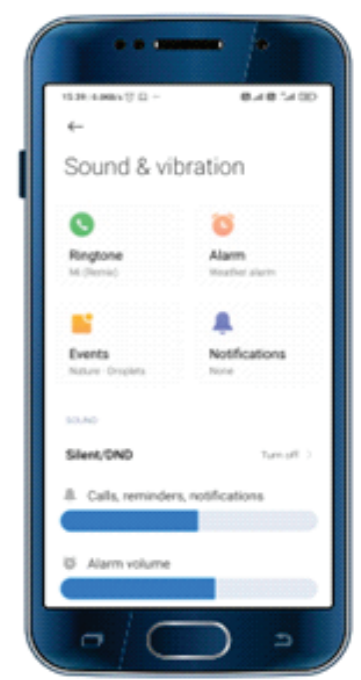 Sound & vibration
Ringtone
Mi (Remix)
Alarm
Weather alarm
Events
Nature · Droplets
Notifications
None
SOUND
Silent/DND
Turn off
Calls, reminders, notifications
Alarm volume